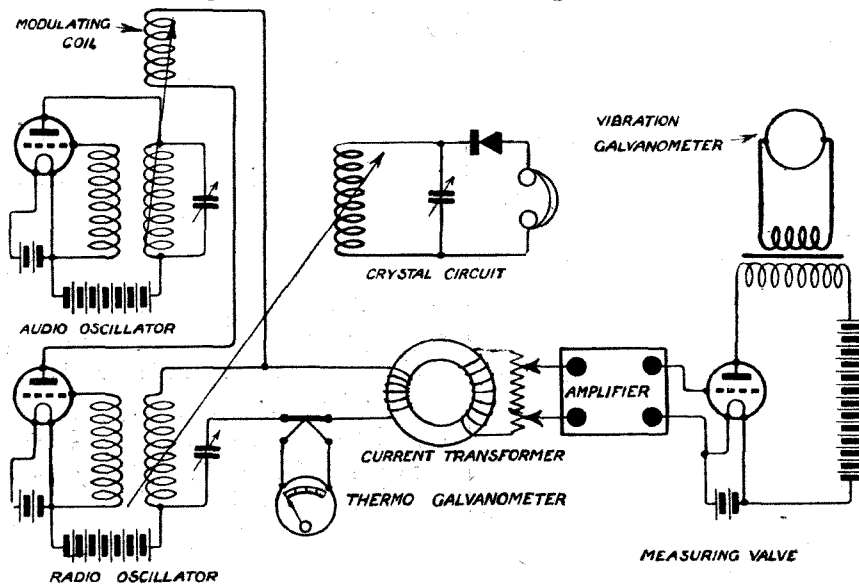 MODULATING
COIL
VIBRATION
GALVANOMETER
CRYSTAL CIRCUIT
AUDIO OSCILLATOR
AMPLIFIER
CURRENT TRANSFORMER
THERMO GALVANOMETER
MEASURING VALVE
RADIO OSCILLATOR